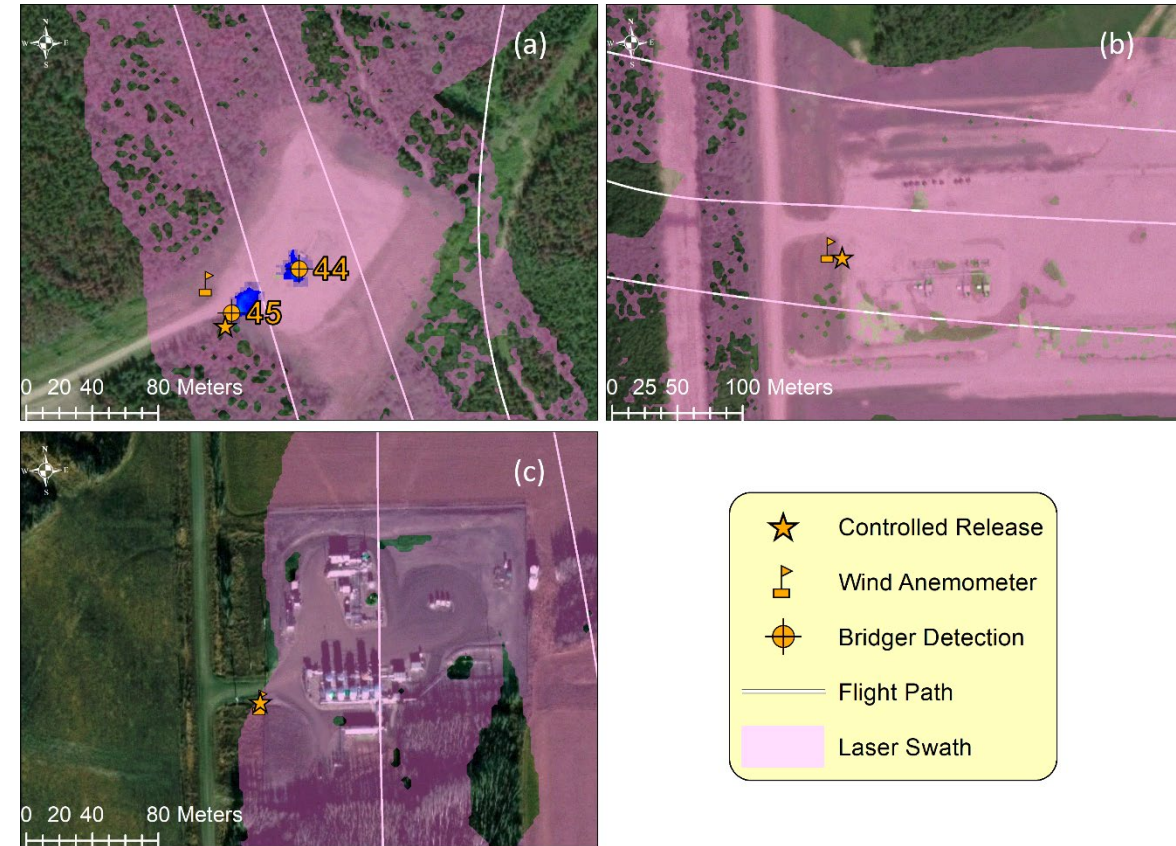 N
W E
S
(a)
44
45
0 20 40 80 Meters
N
W E
S
(b)
0 25 50 100 Meters
N
W E
S
(c)
0 20 40 80 Meters
Controlled Release
Wind Anemometer
Bridger Detection
Flight Path
Laser Swath